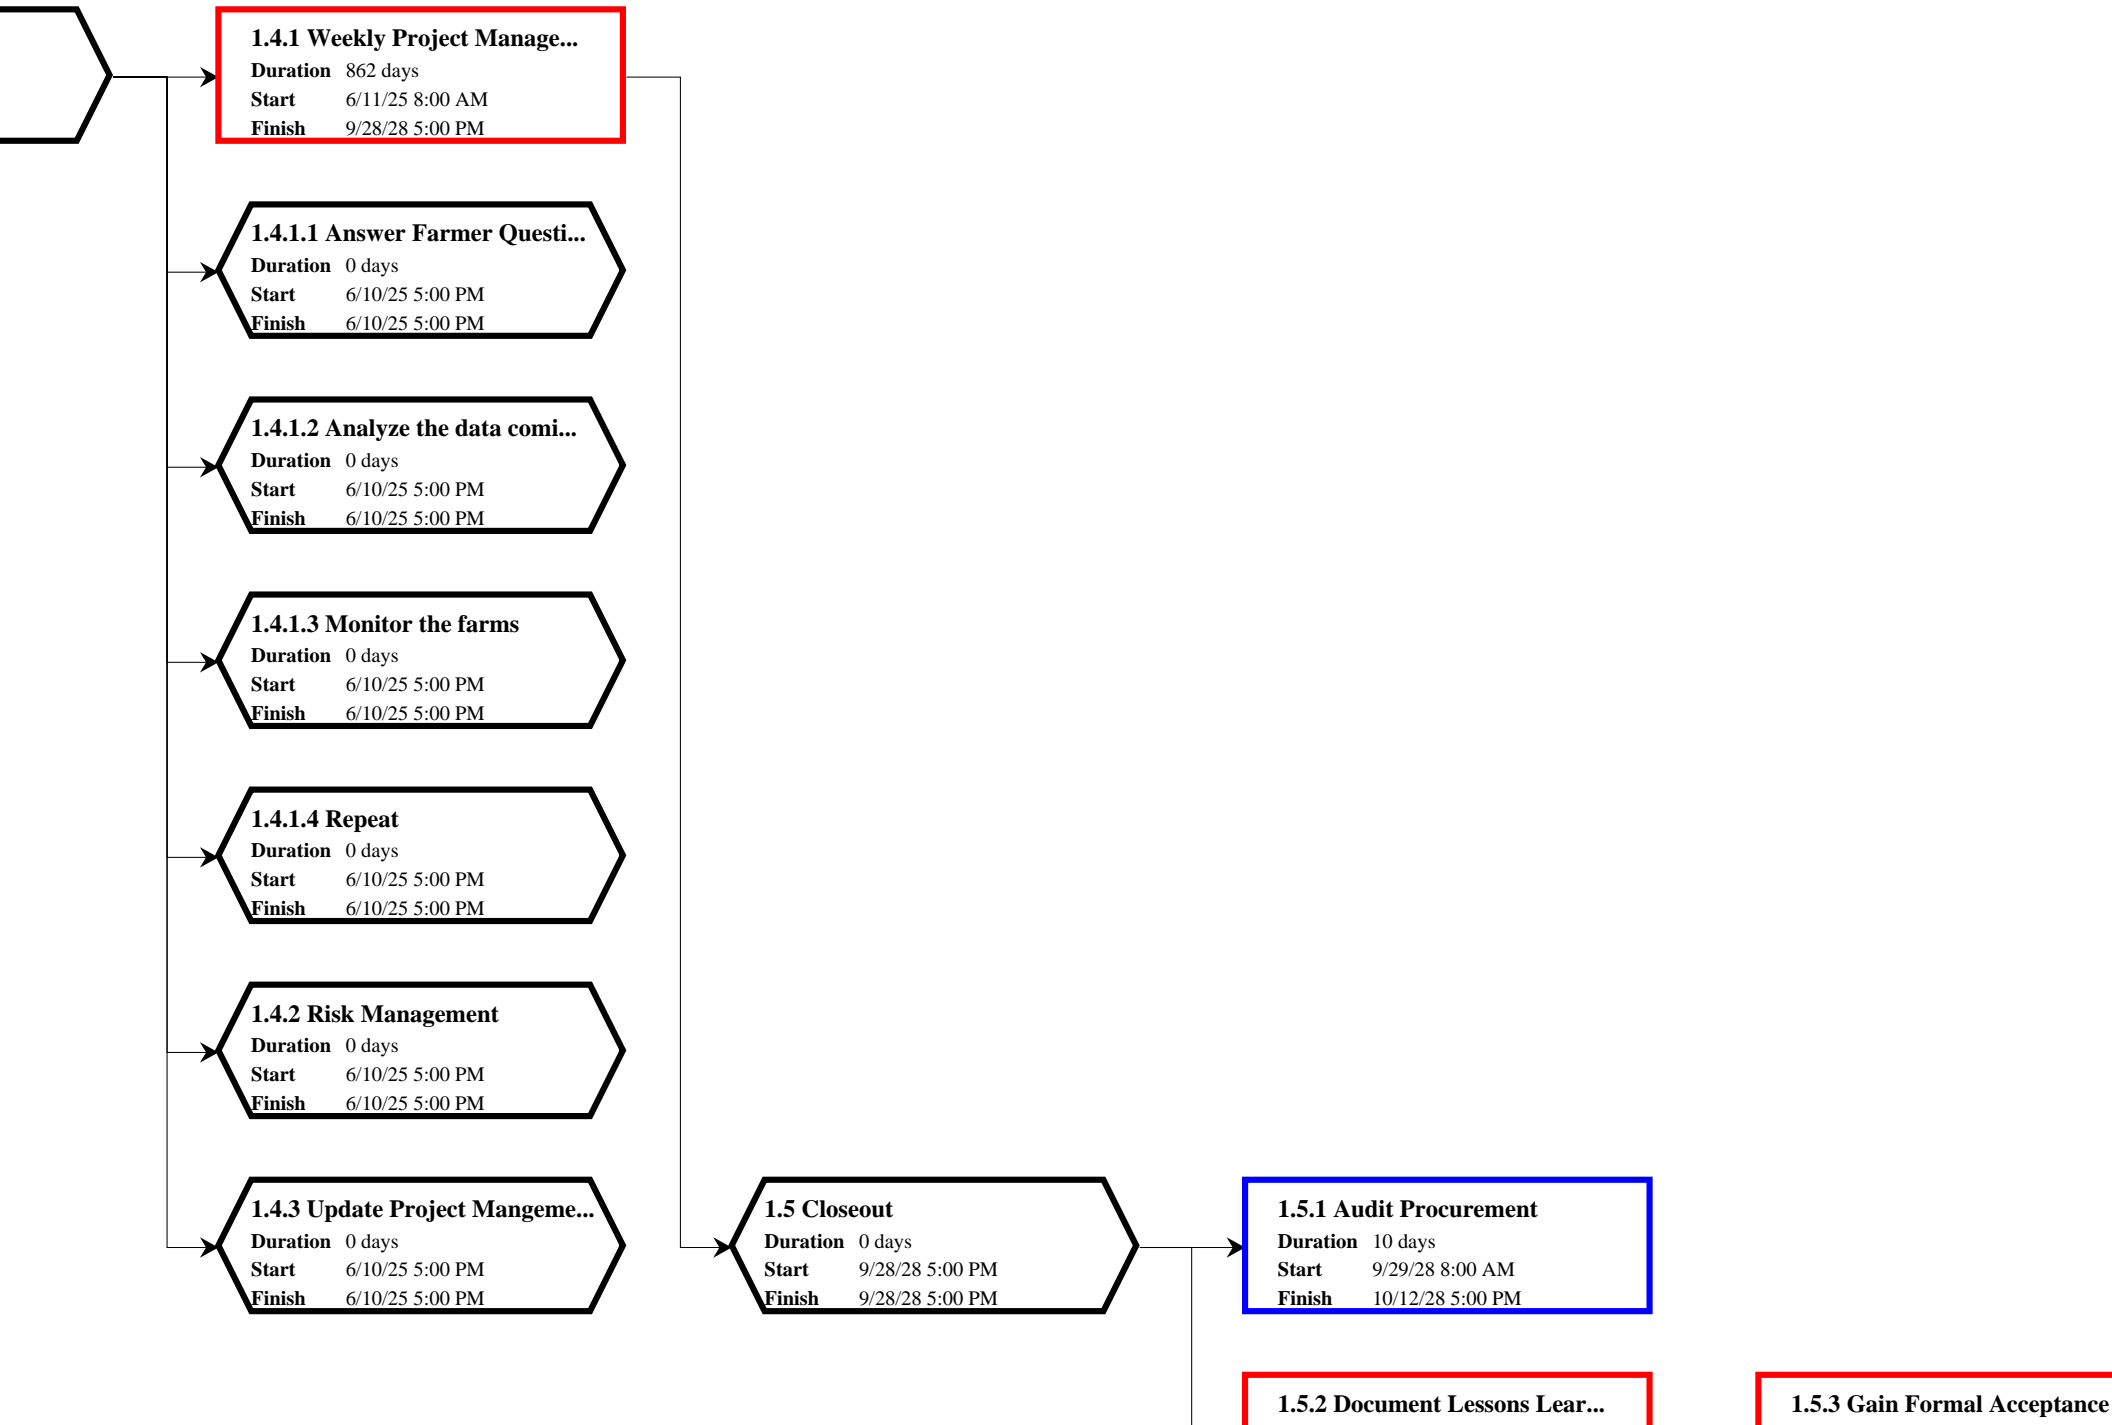 1.4.1 Weekly Project Manage...
Duration 862 days
Start 6/11/25 8:00 AM
Finish 9/28/28 5:00 PM
1.4.1.1 Answer Farmer Questi...
Duration 0 days
Start 6/10/25 5:00 PM
Finish 6/10/25 5:00 PM
1.4.1.2 Analyze the data comi...
Duration 0 days
Start 6/10/25 5:00 PM
Finish 6/10/25 5:00 PM
1.4.1.3 Monitor the farms
Duration 0 days
Start 6/10/25 5:00 PM
Finish 6/10/25 5:00 PM
1.4.1.4 Repeat
Duration 0 days
Start 6/10/25 5:00 PM
Finish 6/10/25 5:00 PM
1.4.2 Risk Management
Duration 0 days
Start 6/10/25 5:00 PM
Finish 6/10/25 5:00 PM
1.4.3 Update Project Mangeme...
Duration 0 days
Start 6/10/25 5:00 PM
Finish 6/10/25 5:00 PM
1.5 Closeout
Duration 0 days
Start 9/28/28 5:00 PM
Finish 9/28/28 5:00 PM
1.5.1 Audit Procurement
Duration 10 days
Start 9/29/28 8:00 AM
Finish 10/12/28 5:00 PM
1.5.2 Document Lessons Lear...
1.5.3 Gain Formal Acceptance